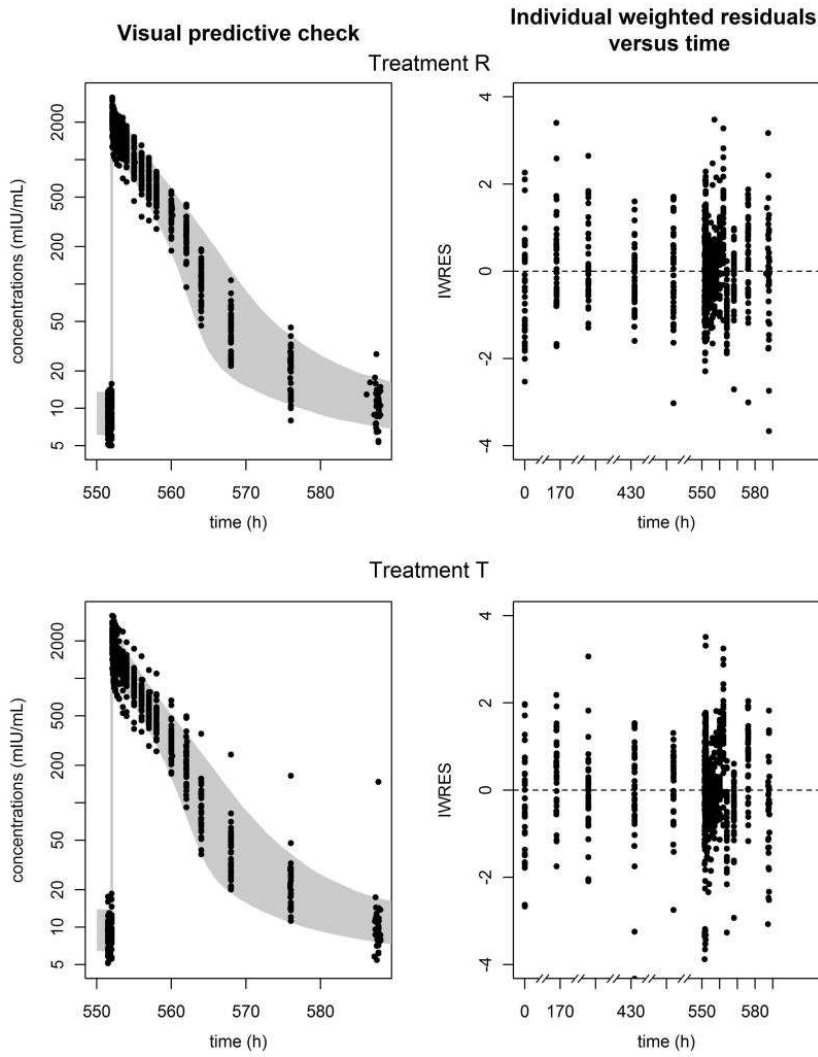 Visual predictive check
Individual weighted residuals
versus time
Treatment R
concentrations (mIU/mL)
2000
500
200
50
20
10
5
550 560 570 580
time (h)
IWRES
4
2
0
-2
-4
0 170 430 550 580
time (h)
Treatment T
concentrations (mIU/mL)
2000
500
200
50
20
10
5
550 560 570 580
time (h)
IWRES
4
2
0
-2
-4
0 170 430 550 580
time (h)